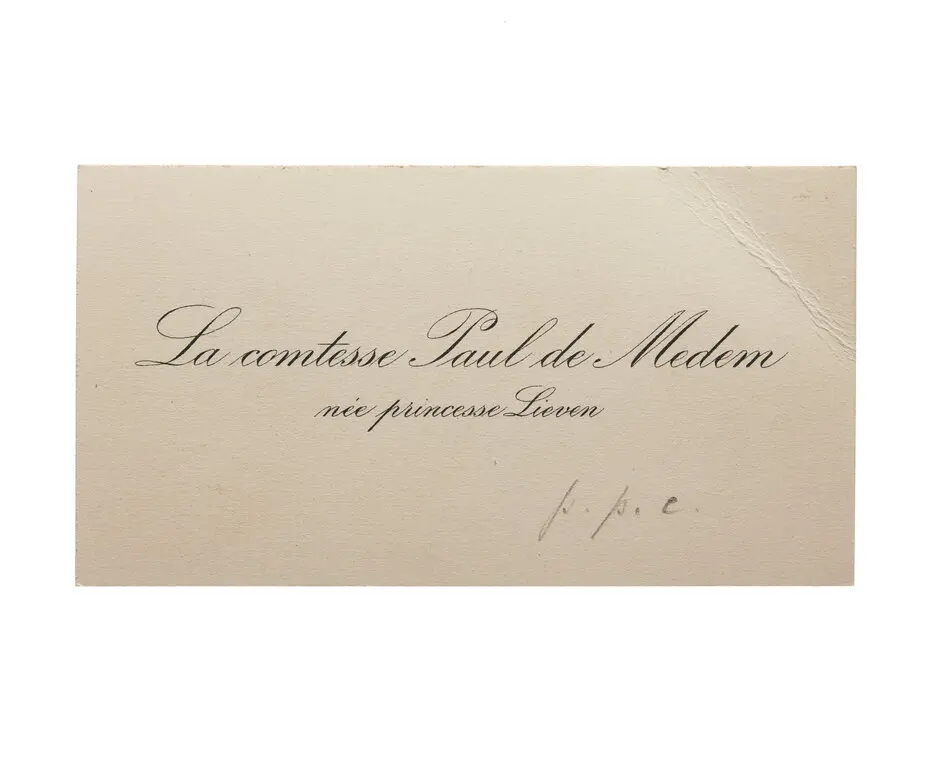 La comtesse Paul de Medem
née princesse Lieven
p. p. c.